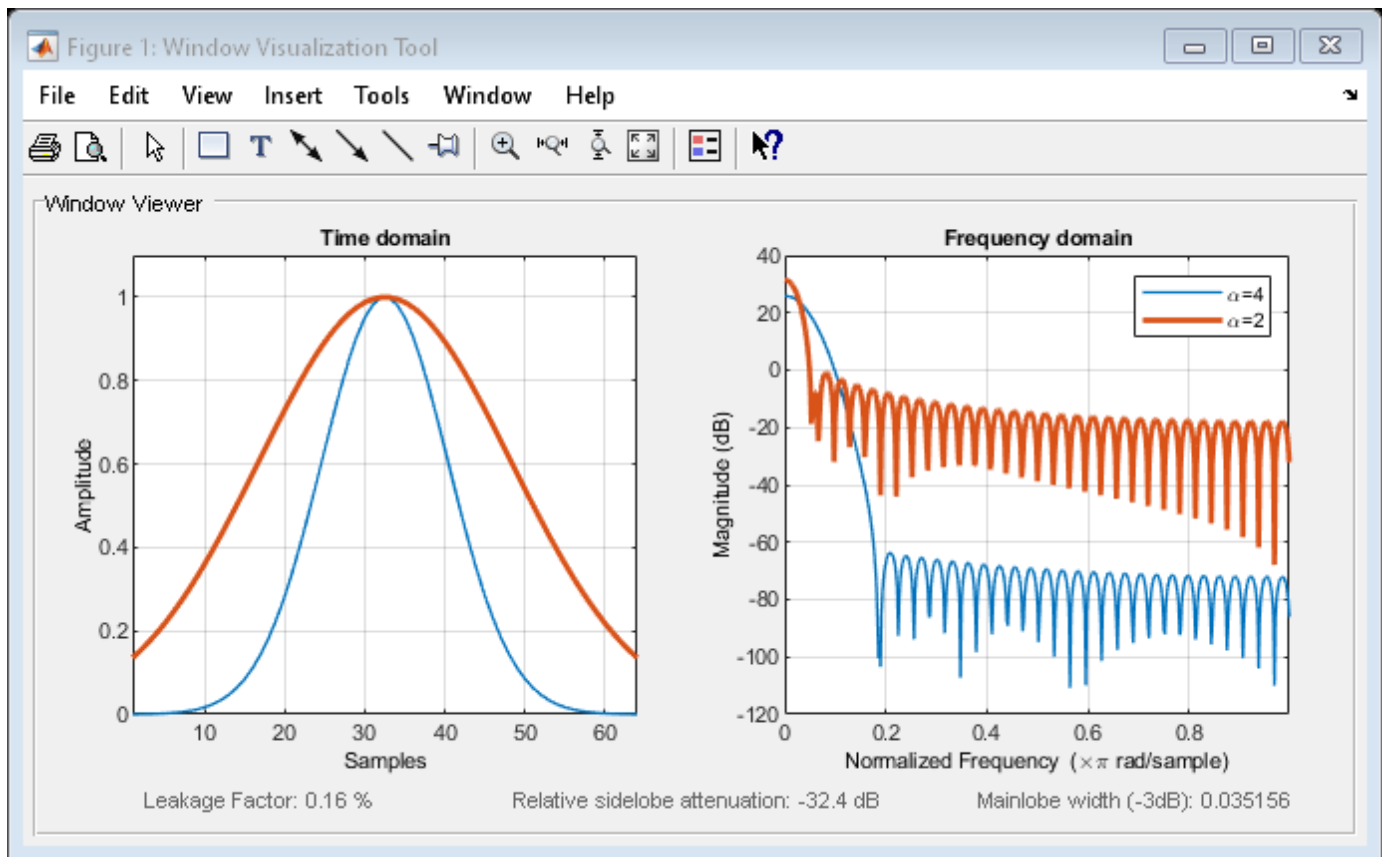 Figure 1: Window Visualization Tool
File Edit View Insert Tools Window Help
T
?
Window Viewer
Time domain
1
0.8
0.6
0.4
0.2
0
10 20 30 40 50 60
Amplitude
Samples
Frequency domain
40
20
0
-20
-40
-60
-80
-100
-120
0 0.2 0.4 0.6 0.8
Magnitude (dB)
Normalized Frequency (×π rad/sample)
α=4
α=2
Leakage Factor: 0.16 % Relative sidelobe attenuation: -32.4 dB Mainlobe width (-3dB): 0.035156